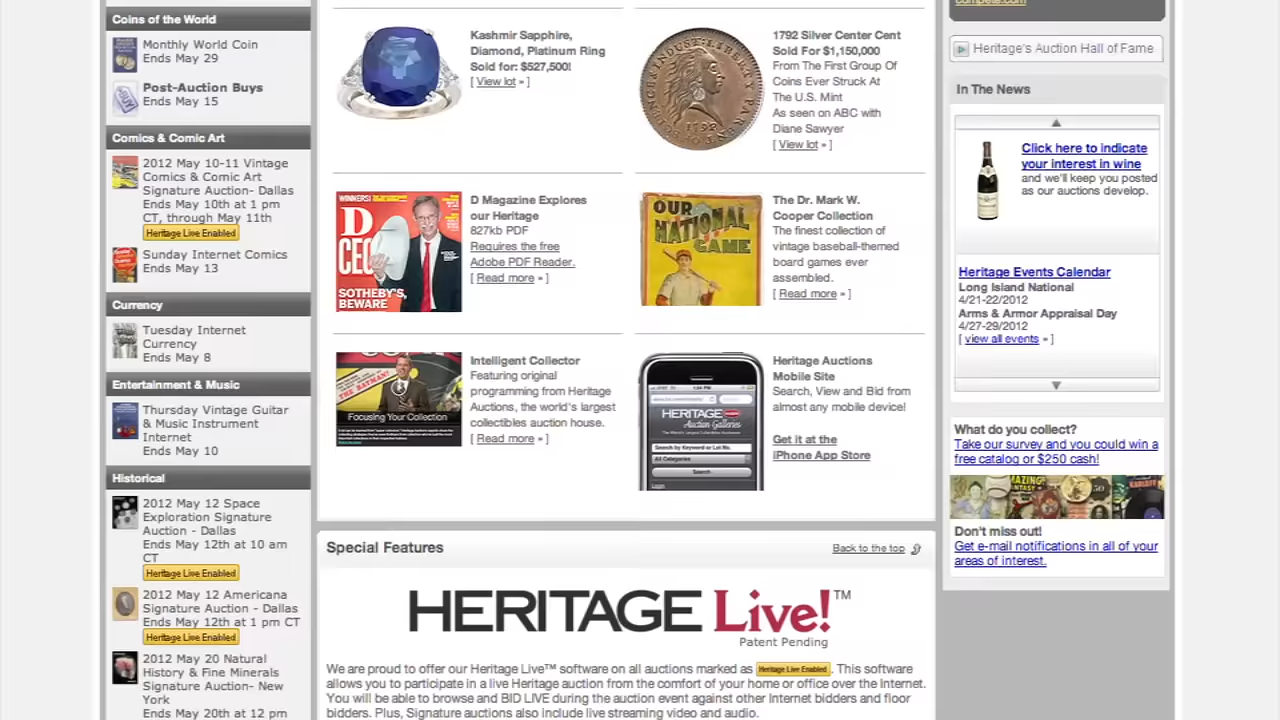 Coins of the World
Monthly World Coin
Ends May 29
Post-Auction Buys
Ends May 15
Comics & Comic Art
2012 May 10-11 Vintage
Comics & Comic Art
Signature Auction- Dallas
Ends May 10th at 1 pm
CT, through May 11th
Heritage Live Enabled
Sunday Internet Comics
Ends May 13
Currency
Tuesday Internet
Currency
Ends May 8
Entertainment & Music
Thursday Vintage Guitar
& Music Instrument
Internet
Ends May 10
Historical
2012 May 12 Space
Exploration Signature
Auction - Dallas
Ends May 12th at 10 am
CT
Heritage Live Enabled
2012 May 12 Americana
Signature Auction - Dallas
Ends May 12th at 1 pm CT
Heritage Live Enabled
2012 May 20 Natural
History & Fine Minerals
Signature Auction- New
York
Ends May 20th at 12 pm
Kashmir Sapphire,
Diamond, Platinum Ring
Sold for: $527,500!
[ View lot » ]
1792
1792 Silver Center Cent
Sold For $1,150,000
From The First Group Of
Coins Ever Struck At
The U.S. Mint
As seen on ABC with
Diane Sawyer
[ View lot » ]
WINNERS!
D
CEO
SOTHEBY'S,
BEWARE
D Magazine Explores
our Heritage
827kb PDF
Requires the free
Adobe PDF Reader.
[ Read more » ]
OUR
NATIONAL
GAME
The Dr. Mark W.
Cooper Collection
The finest collection of
vintage baseball-themed
board games ever
assembled.
[ Read more » ]
Focusing Your Collection
Intelligent Collector
Featuring original
programming from Heritage
Auctions, the world's largest
collectibles auction house.
[ Read more » ]
1:54 PM
HERITAGE
Auction Galleries
Search by Keyword or Lot No.
All Categories
Search
Login
Heritage Auctions
Mobile Site
Search, View and Bid from
almost any mobile device!
Get it at the
iPhone App Store
Special Features
Back to the top
HERITAGE Live!™
Patent Pending
We are proud to offer our Heritage Live™ software on all auctions marked as Heritage Live Enabled. This software
allows you to participate in a live Heritage auction from the comfort of your home or office over the Internet.
You will be able to browse and BID LIVE during the auction event against other Internet bidders and floor
bidders. Plus, Signature auctions also include live streaming video and audio.
compete.com
Heritage's Auction Hall of Fame
In The News
Click here to indicate
your interest in wine
and we'll keep you posted
as our auctions develop.
Heritage Events Calendar
Long Island National
4/21-22/2012
Arms & Armor Appraisal Day
4/27-29/2012
[ view all events » ]
What do you collect?
Take our survey and you could win a
free catalog or $250 cash!
Don't miss out!
Get e-mail notifications in all of your
areas of interest.